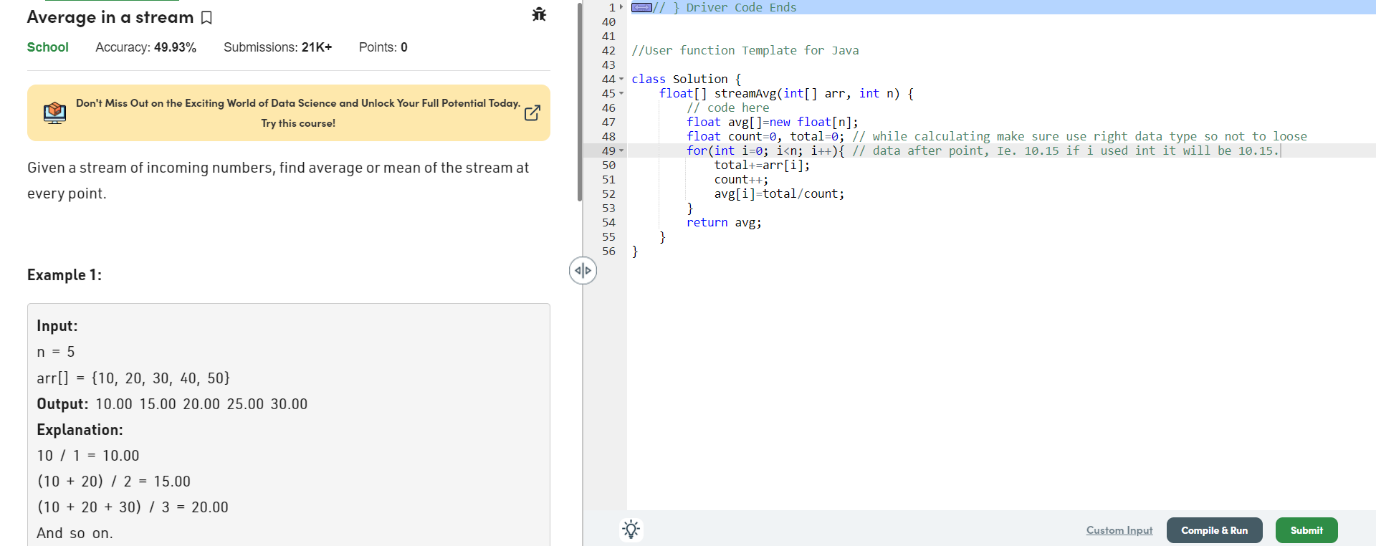 Average in a stream
School Accuracy: 49.93% Submissions: 21K+ Points: 0
Don't Miss Out on the Exciting World of Data Science and Unlock Your Full Potential Today.
Try this course!
Given a stream of incoming numbers, find average or mean of the stream at
every point.
Example 1:
Input:
n = 5
arr[] = {10, 20, 30, 40, 50}
Output: 10.00 15.00 20.00 25.00 30.00
Explanation:
10 / 1 = 10.00
(10 + 20) / 2 = 15.00
(10 + 20 + 30) / 3 = 20.00
And so on.
1 // } Driver Code Ends
40
41
42 //User function Template for Java
43
44 class Solution {
45 float[] streamAvg(int[] arr, int n) {
46 // code here
47 float avg[]=new float[n];
48 float count=0, total=0; // while calculating make sure use right data type so not to loose
49 for(int i=0; i<n; i++){ // data after point, Ie. 10.15 if i used int it will be 10.15.
50 total+=arr[i];
51 count++;
52 avg[i]=total/count;
53 }
54 return avg;
55 }
56 }
Custom Input Compile & Run Submit